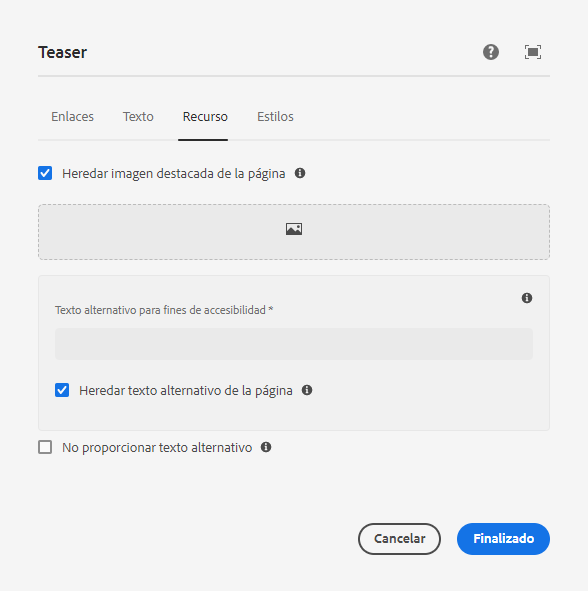 Teaser
Enlaces Texto Recurso Estilos
Heredar imagen destacada de la página
Texto alternativo para fines de accesibilidad *
Heredar texto alternativo de la página
No proporcionar texto alternativo
Cancelar Finalizado